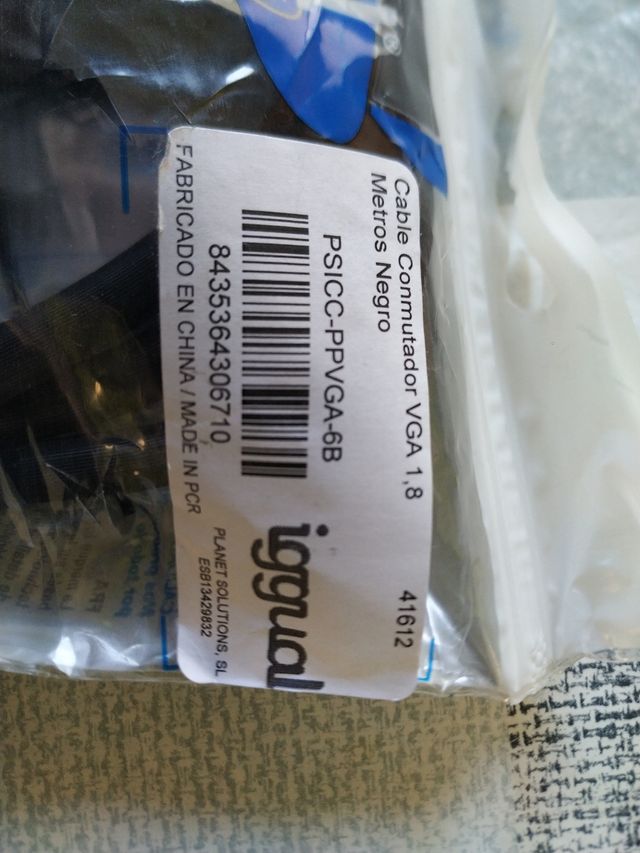 Cable Conmutador VGA 1,8
Metros Negro
41612
PSICC-PPVGA-6B
8435364306710
FABRICADO EN CHINA / MADE IN PCR
iggual
PLANET SOLUTIONS, SL
ESB13429832